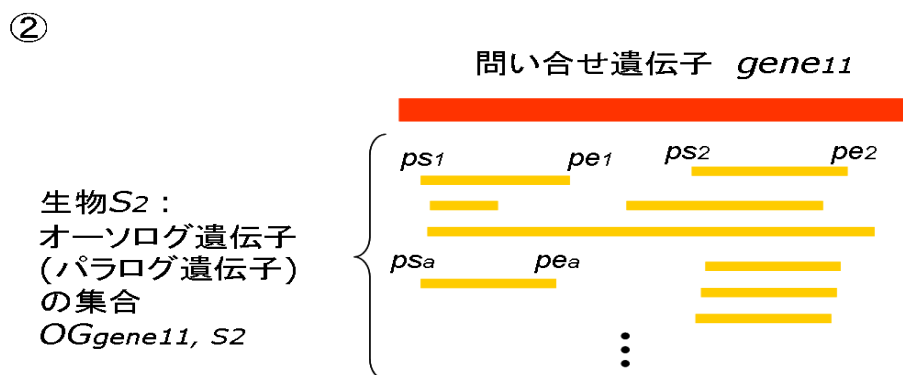 ②
問い合せ遺伝子 gene11
ps1 pe1 ps2 pe2
生物S2：
オーソログ遺伝子
(パラログ遺伝子)
の集合
OGgene11, S2
psa pea